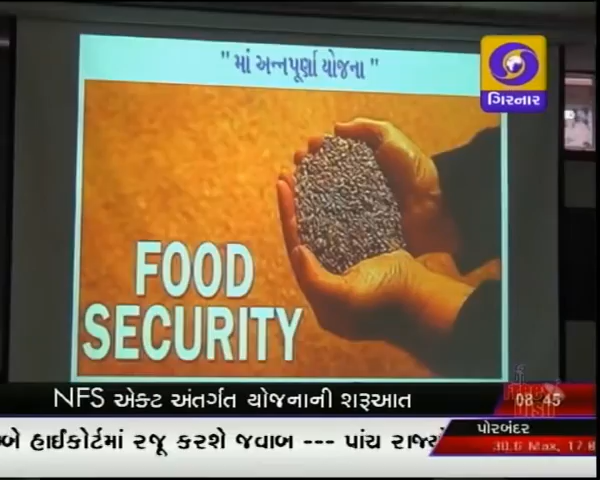 " માં અન્નપૂર્ણા યોજના "
ગિરનાર
FOOD
SECURITY
NFS એક્ટ અંતર્ગત યોજનાની શરૂઆત
08 45
હાઈકોર્ટમાં રજૂ કરશે જવાબ --- પાંચ
પોરબંદર
Max,